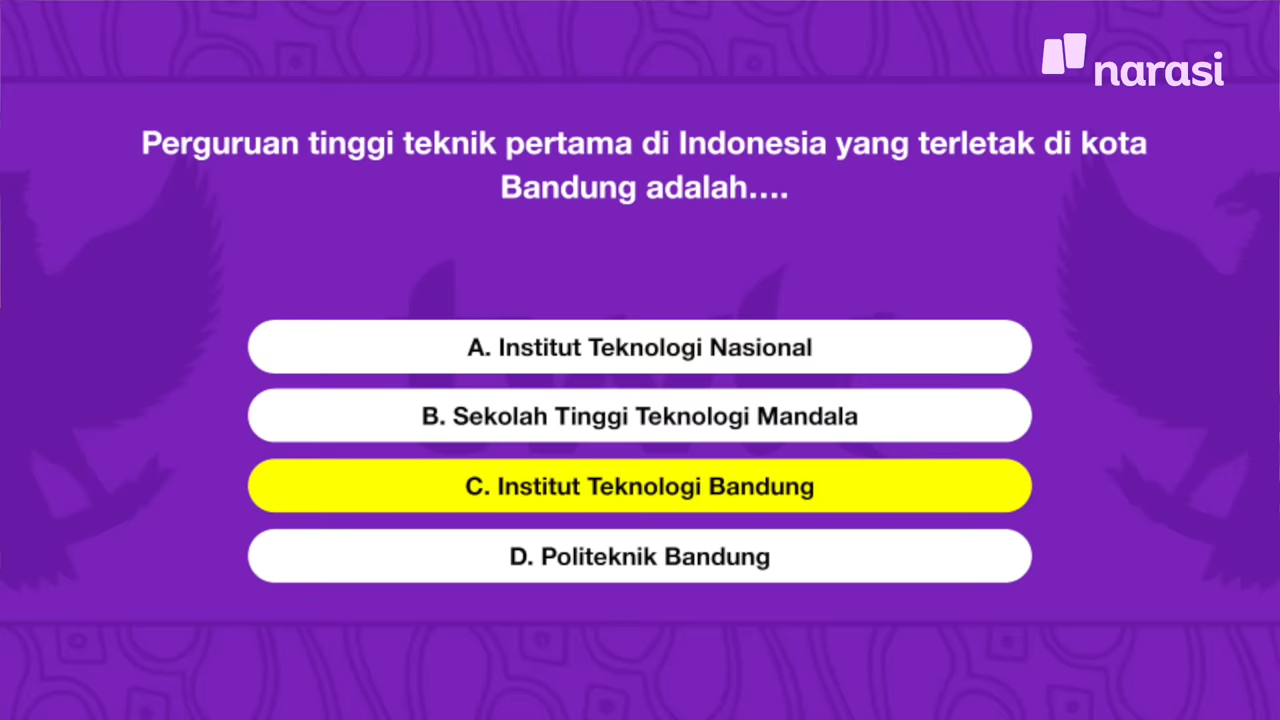 narasi
Perguruan tinggi teknik pertama di Indonesia yang terletak di kota
Bandung adalah....
A. Institut Teknologi Nasional
B. Sekolah Tinggi Teknologi Mandala
C. Institut Teknologi Bandung
D. Politeknik Bandung